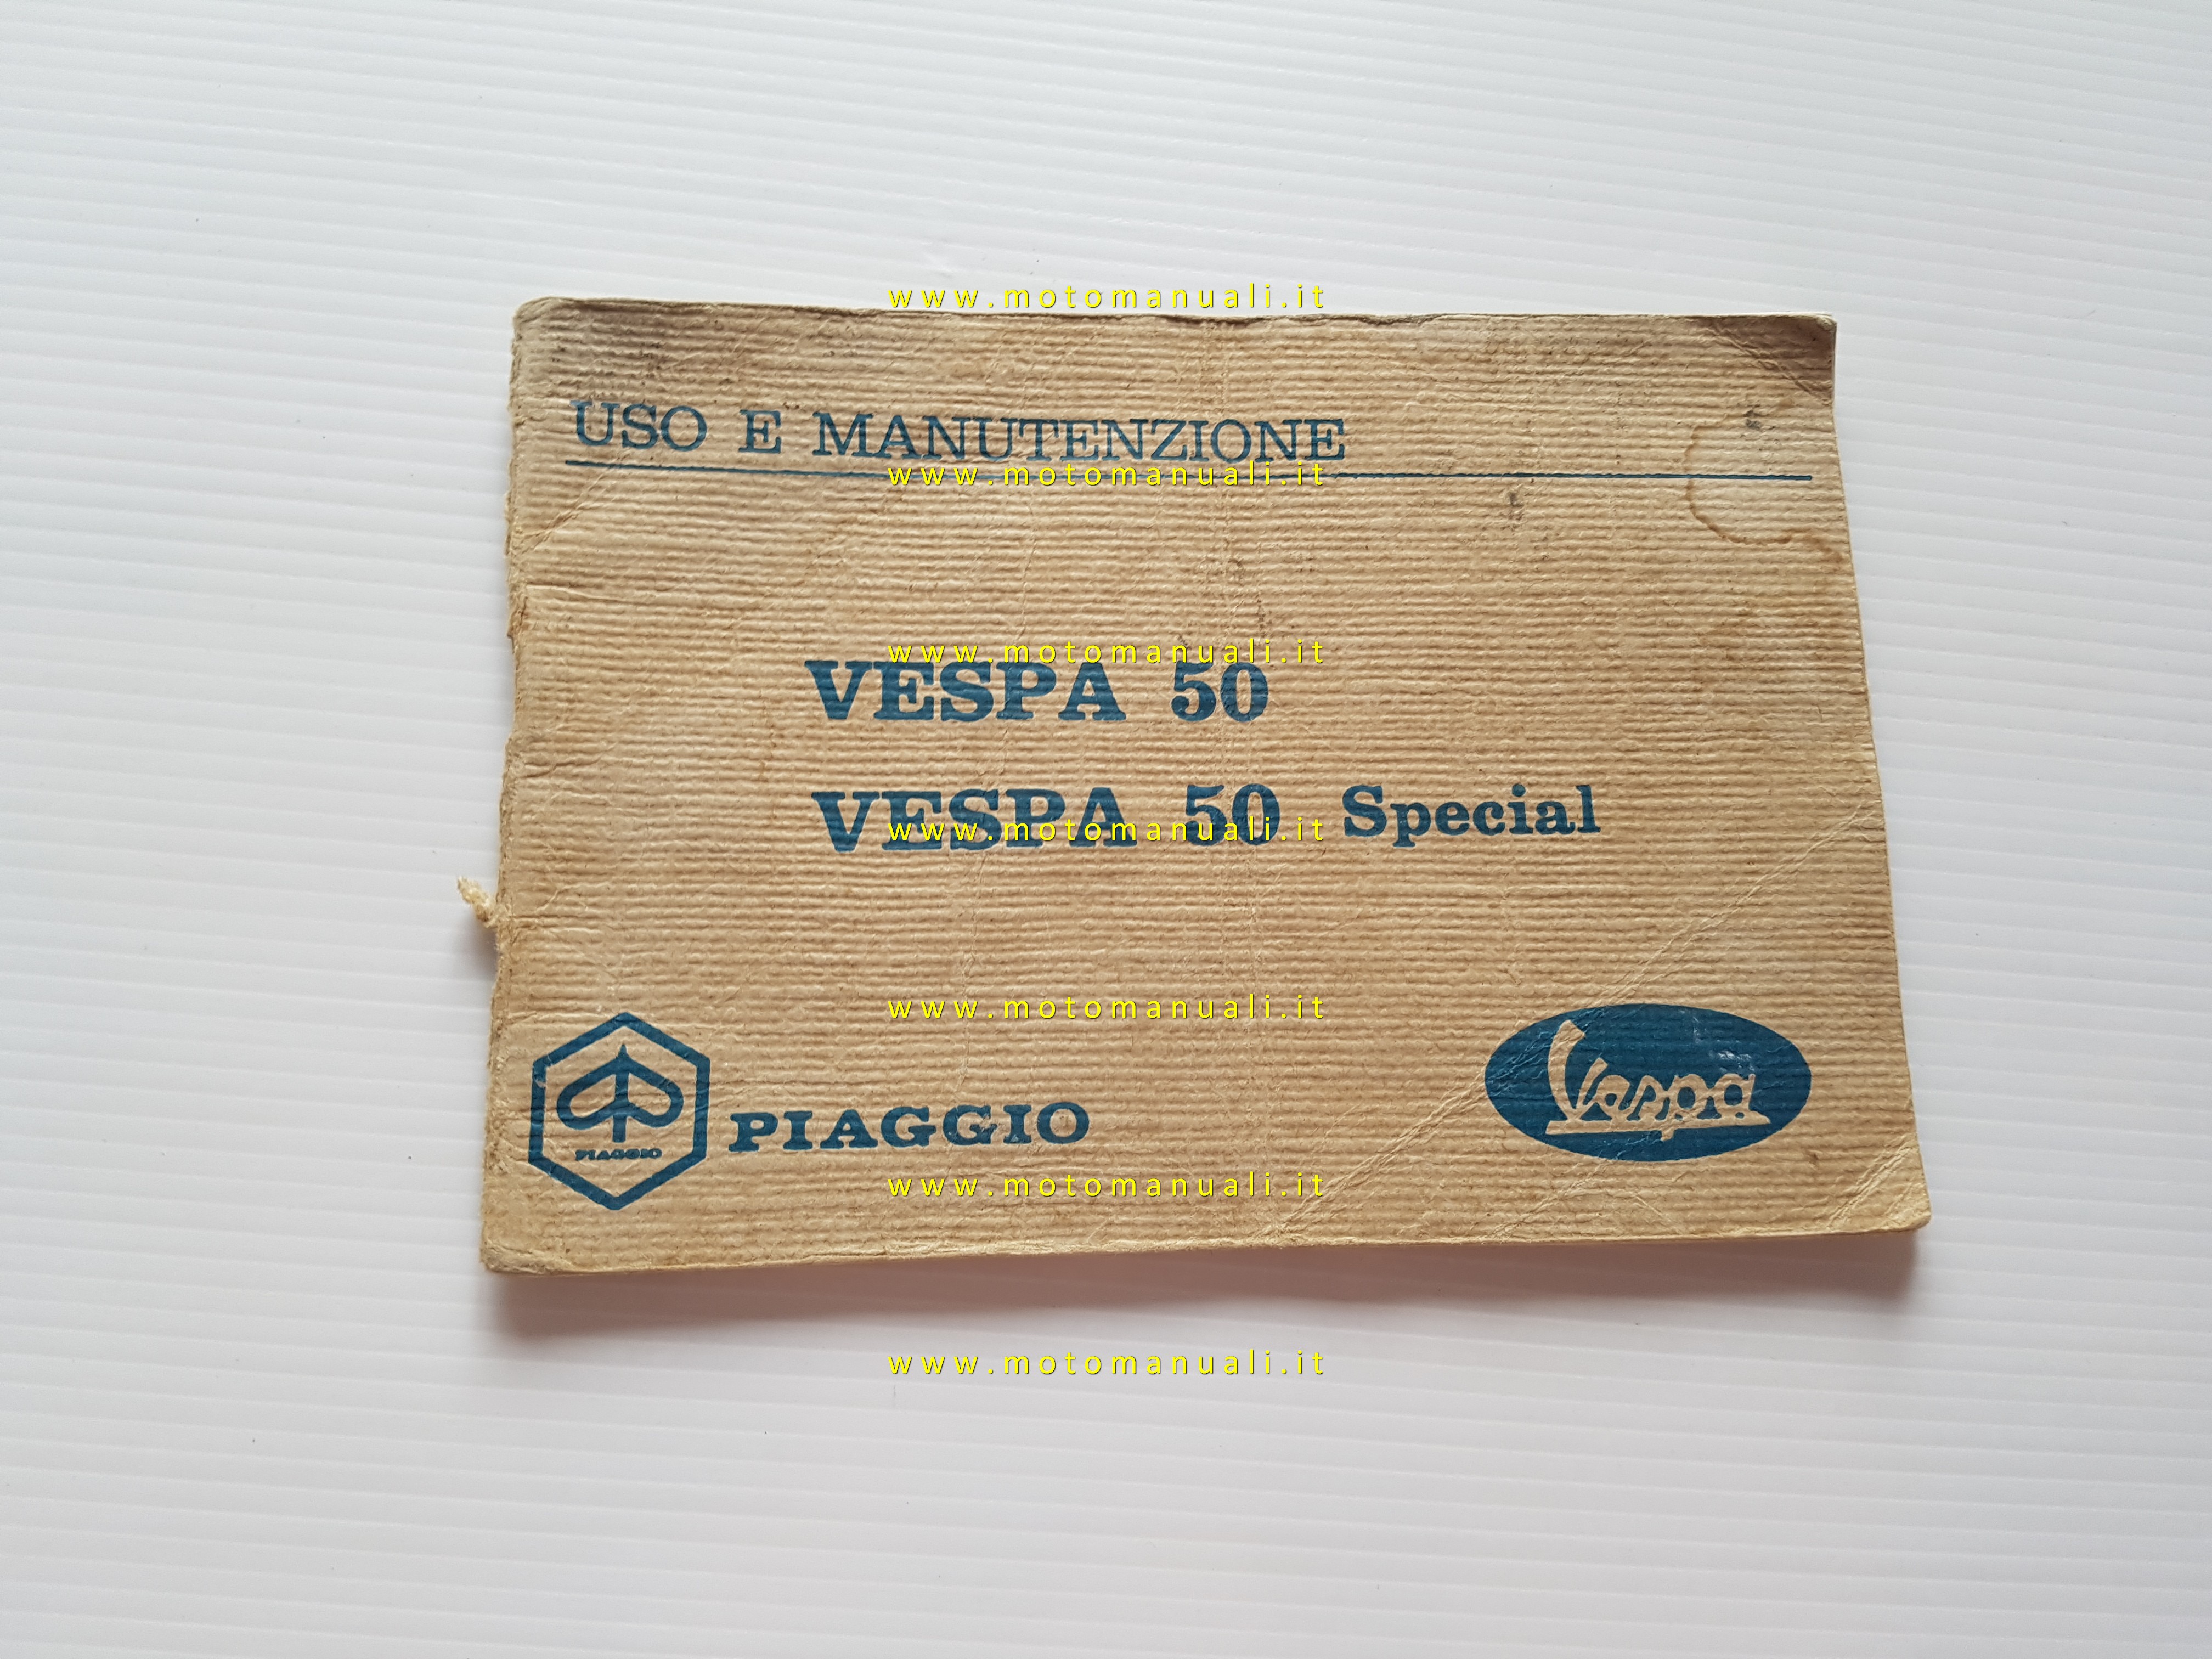 www.motomanuali.it
USO E MANUTENZIONE
www.motomanuali.it
www.motomanuali.it
VESPA 50
VESPA 50 Special
www.motomanuali.it
www.motomanuali.it
PIAGGIO
PIAGGIO
Vespa
www.motomanuali.it
www.motomanuali.it